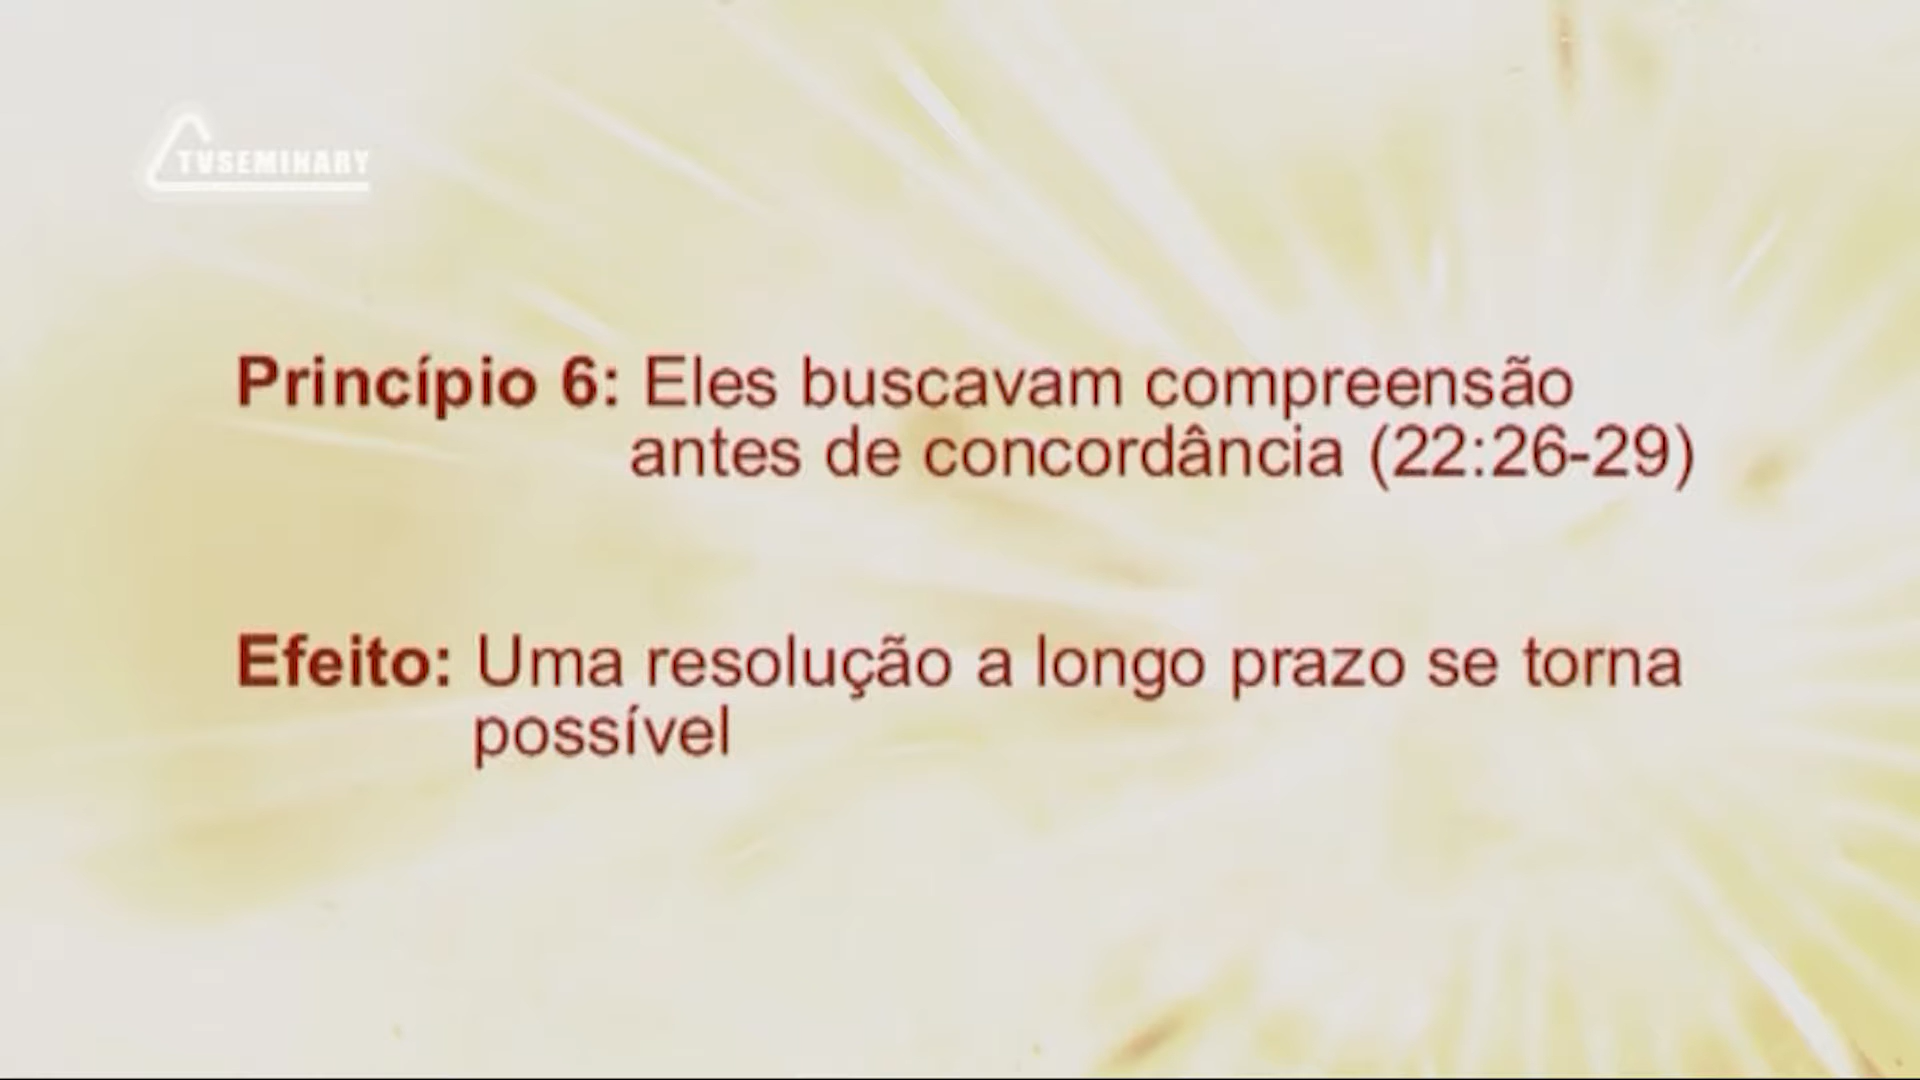 TVSEMINARY
Princípio 6: Eles buscavam compreensão
antes de concordância (22:26-29)
Efeito: Uma resolução a longo prazo se torna
possível